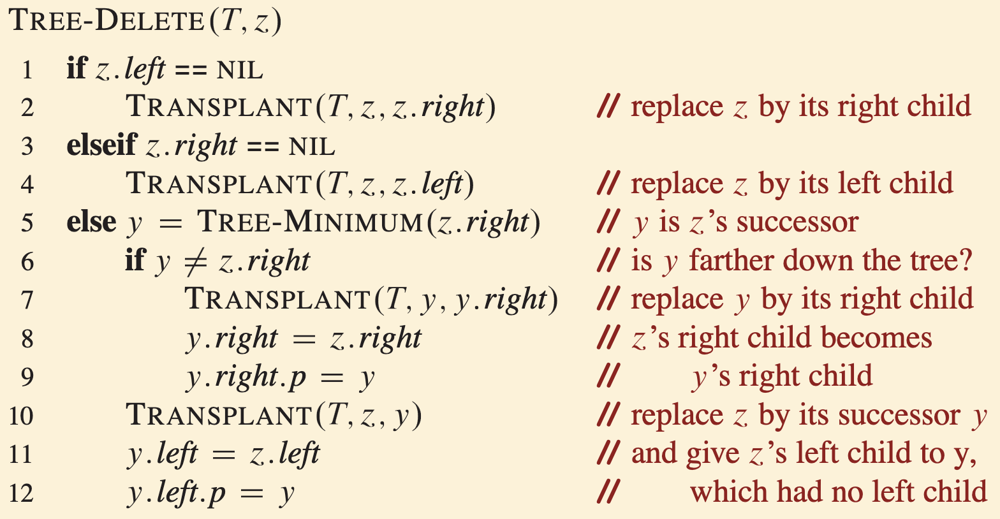 TREE-DELETE(T, z)
1 if z.left == NIL
2 TRANSPLANT(T, z, z.right) // replace z by its right child
3 elseif z.right == NIL
4 TRANSPLANT(T, z, z.left) // replace z by its left child
5 else y = TREE-MINIMUM(z.right) // y is z’s successor
6 if y ≠ z.right // is y farther down the tree?
7 TRANSPLANT(T, y, y.right) // replace y by its right child
8 y.right = z.right // z’s right child becomes
9 y.right.p = y // y’s right child
10 TRANSPLANT(T, z, y) // replace z by its successor y
11 y.left = z.left // and give z’s left child to y,
12 y.left.p = y // which had no left child